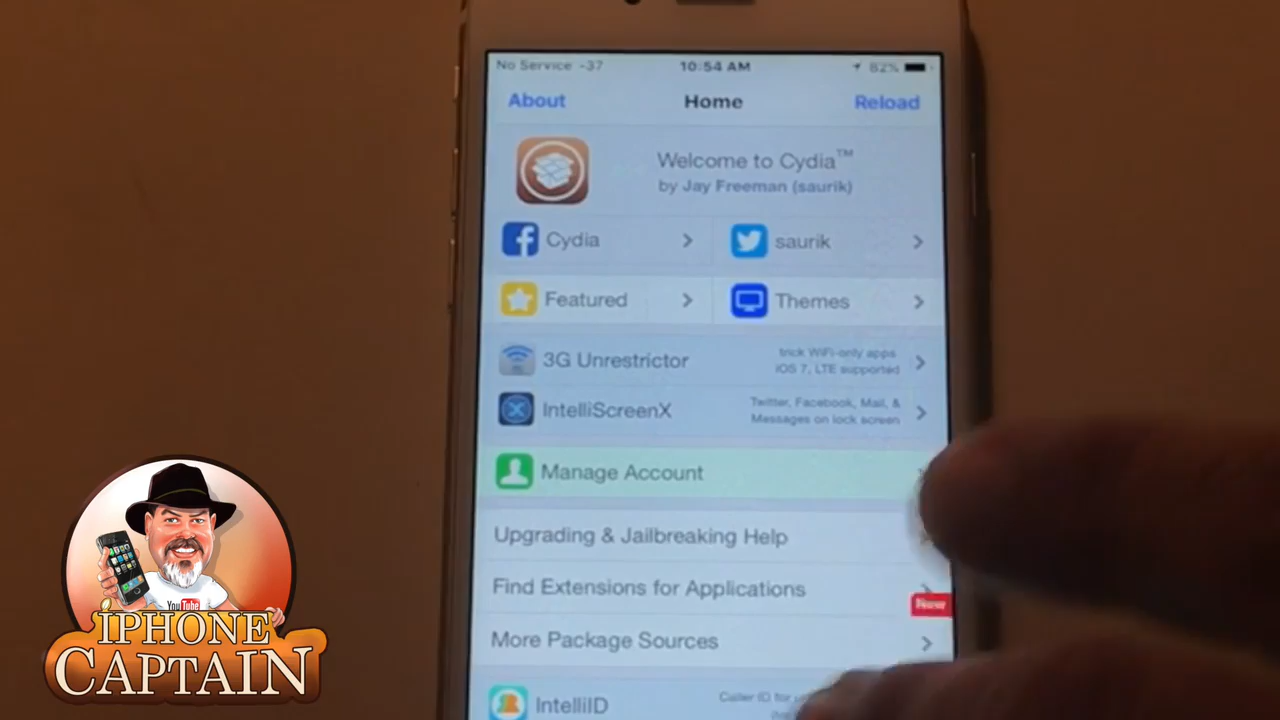 No Service -37 10:54 AM 82%
About Home Reload
Welcome to Cydia™
by Jay Freeman (saurik)
Cydia saurik
Featured Themes
3G Unrestrictor
trick WiFi-only apps
iOS 7, LTE supported
IntelliScreenX
Twitter, Facebook, Mail, &
Messages on lock screen
Manage Account
Upgrading & Jailbreaking Help
Find Extensions for Applications
More Package Sources
IntelliID
Caller ID for
YouTube
IPHONE
CAPTAIN